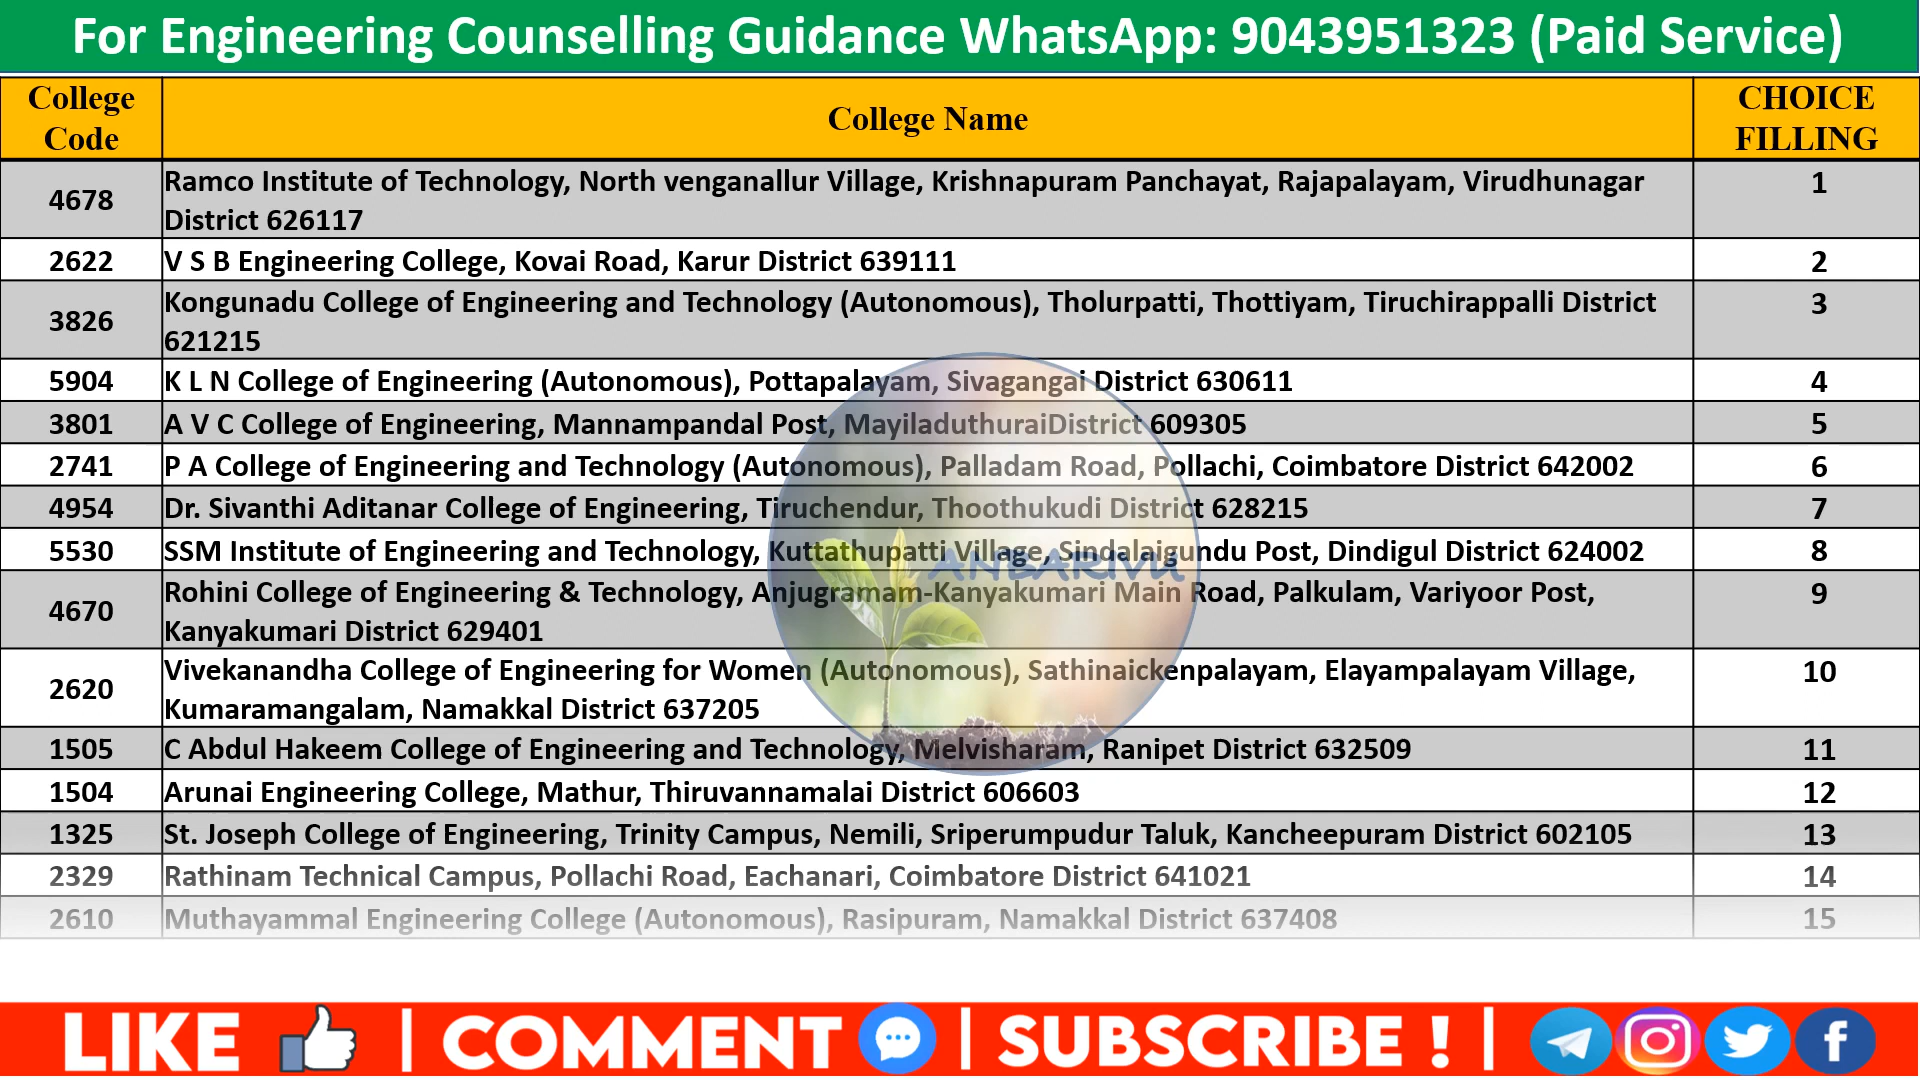 For Engineering Counselling Guidance WhatsApp: 9043951323 (Paid Service)
College Code | College Name | CHOICE FILLING
4678 | Ramco Institute of Technology, North venganallur Village, Krishnapuram Panchayat, Rajapalayam, Virudhunagar | 1
District 626117
2622 | V S B Engineering College, Kovai Road, Karur District 639111 | 2
3826 | Kongunadu College of Engineering and Technology (Autonomous), Tholurpatti, Thottiyam, Tiruchirappalli District | 3
621215
5904 | K L N College of Engineering (Autonomous), Pottapalayam, Sivagangai District 630611 | 4
3801 | A V C College of Engineering, Mannampandal Post, MayiladuthuraiDistrict 609305 | 5
2741 | P A College of Engineering and Technology (Autonomous), Palladam Road, Pollachi, Coimbatore District 642002 | 6
4954 | Dr. Sivanthi Aditanar College of Engineering, Tiruchendur, Thoothukudi District 628215 | 7
5530 | SSM Institute of Engineering and Technology, Kuttathupatti Village, Sindalaigundu Post, Dindigul District 624002 | 8
ANBARIVU
4670 | Rohini College of Engineering & Technology, Anjugramam-Kanyakumari Main Road, Palkulam, Variyoor Post, | 9
Kanyakumari District 629401
2620 | Vivekanandha College of Engineering for Women (Autonomous), Sathinaickenpalayam, Elayampalayam Village, | 10
Kumaramangalam, Namakkal District 637205
1505 | C Abdul Hakeem College of Engineering and Technology, Melvisharam, Ranipet District 632509 | 11
1504 | Arunai Engineering College, Mathur, Thiruvannamalai District 606603 | 12
1325 | St. Joseph College of Engineering, Trinity Campus, Nemili, Sriperumpudur Taluk, Kancheepuram District 602105 | 13
2329 | Rathinam Technical Campus, Pollachi Road, Eachanari, Coimbatore District 641021 | 14
2610 | Muthayammal Engineering College (Autonomous), Rasipuram, Namakkal District 637408 | 15
LIKE | COMMENT | SUBSCRIBE ! |